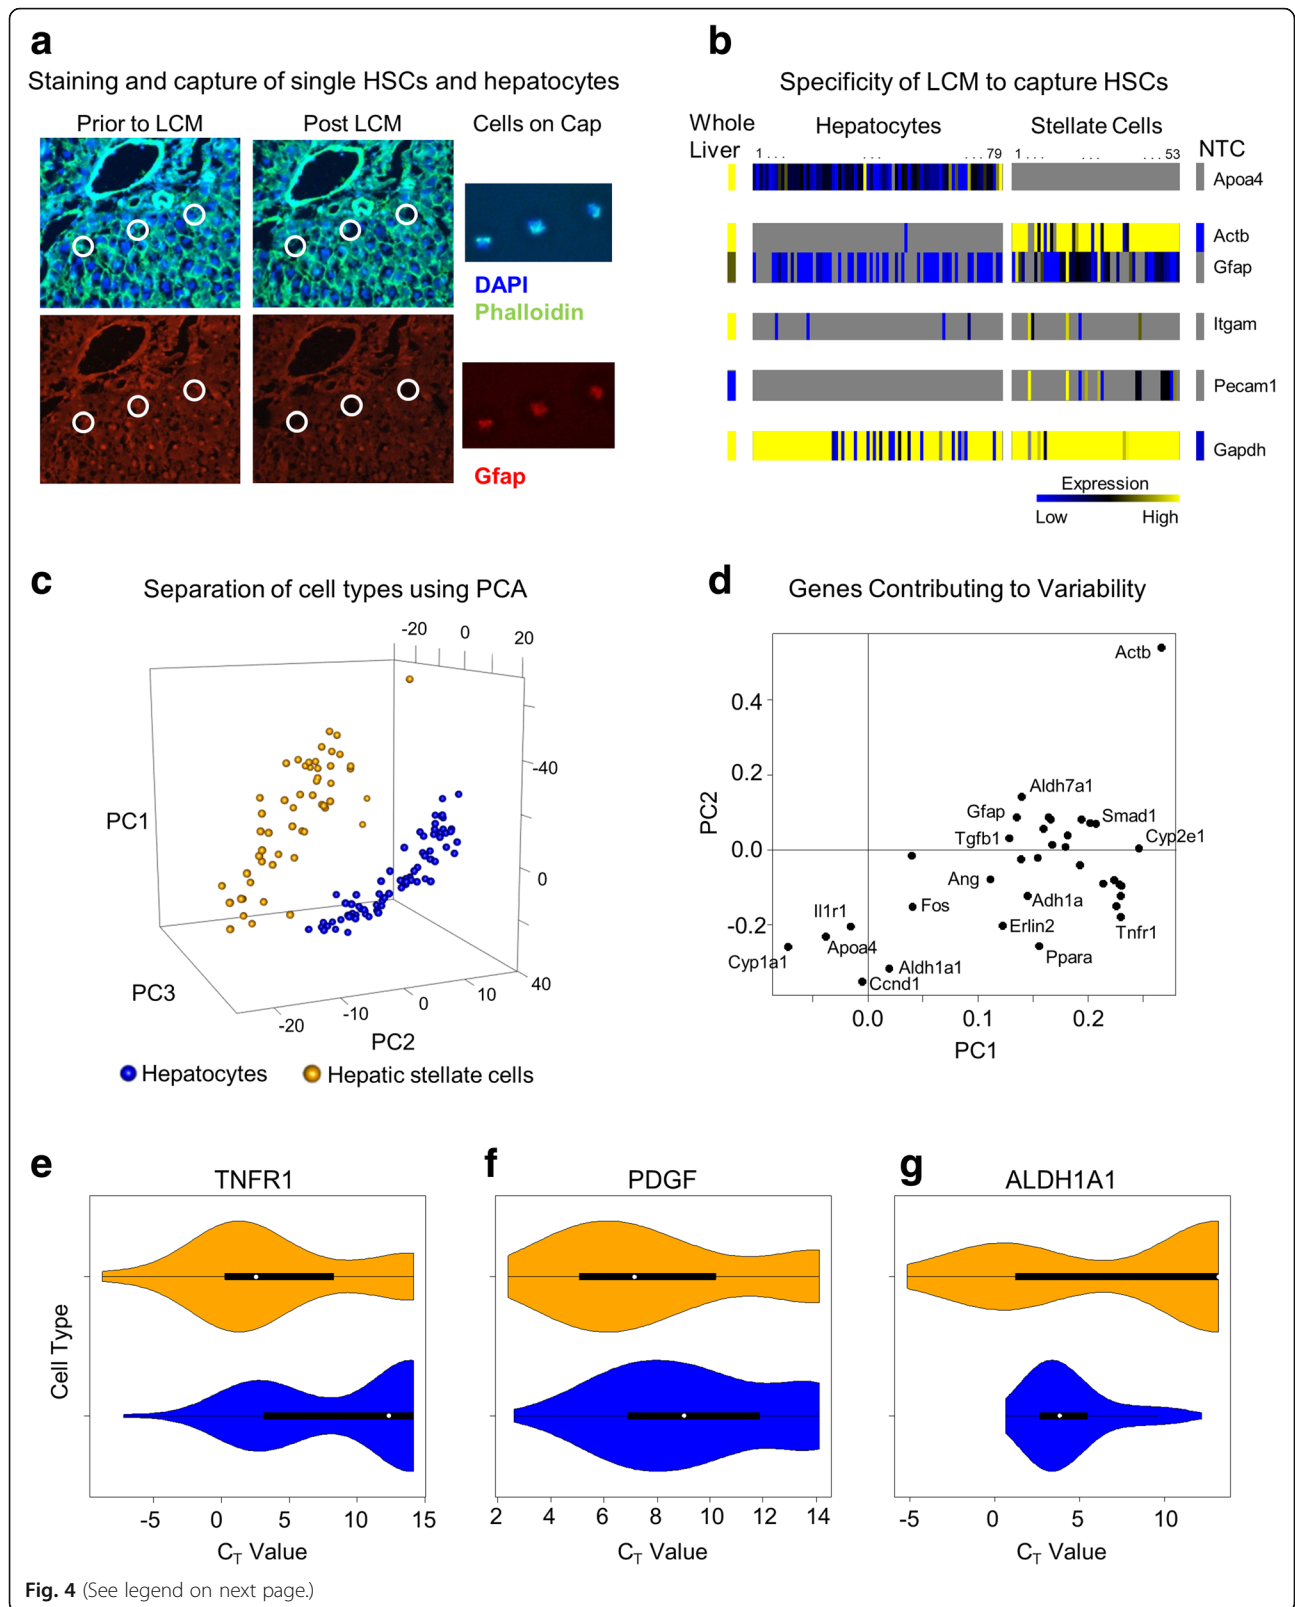 a
Staining and capture of single HSCs and hepatocytes
Prior to LCM
Post LCM
Cells on Cap
DAPI
Phalloidin
Gfap
b
Specificity of LCM to capture HSCs
Whole
Liver
Hepatocytes
Stellate Cells
1 . . .
. . .
. . . 79
1 . . .
. . .
. . . 53
NTC
Apoa4
Actb
Gfap
Itgam
Pecam1
Gapdh
Expression
Low
High
c
Separation of cell types using PCA
-20
0
20
-40
0
40
PC1
PC3
-20
-10
0
10
PC2
Hepatocytes
Hepatic stellate cells
d
Genes Contributing to Variability
PC2
0.4
0.2
0.0
-0.2
Actb
Aldh7a1
Gfap
Smad1
Tgfb1
Cyp2e1
Ang
Adh1a
Fos
Il1r1
Erlin2
Tnfr1
Apoa4
Cyp1a1
Ppara
Aldh1a1
Ccnd1
0.0
0.1
0.2
PC1
e
TNFR1
Cell Type
-5
0
5
10
15
CT Value
f
PDGF
2
4
6
8
10
12
14
CT Value
g
ALDH1A1
-5
0
5
10
CT Value
Fig. 4 (See legend on next page.)